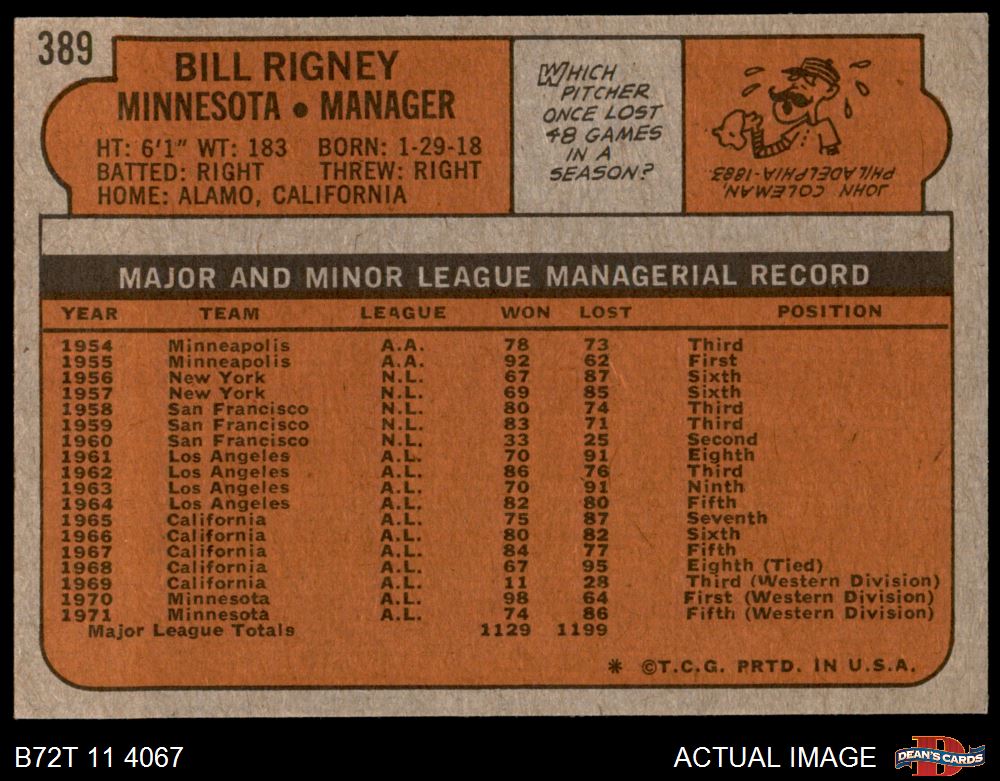 389
BILL RIGNEY
MINNESOTA • MANAGER
HT: 6'1" WT: 183 BORN: 1-29-18
BATTED: RIGHT THREW: RIGHT
HOME: ALAMO, CALIFORNIA
WHICH
PITCHER
ONCE LOST
48 GAMES
IN A
SEASON?
JOHN COLEMAN,
PHILADELPHIA-1883.
MAJOR AND MINOR LEAGUE MANAGERIAL RECORD
YEAR TEAM LEAGUE WON LOST POSITION
1954 Minneapolis A.A. 78 73 Third
1955 Minneapolis A.A. 92 62 First
1956 New York N.L. 67 87 Sixth
1957 New York N.L. 69 85 Sixth
1958 San Francisco N.L. 80 74 Third
1959 San Francisco N.L. 83 71 Third
1960 San Francisco N.L. 33 25 Second
1961 Los Angeles A.L. 70 91 Eighth
1962 Los Angeles A.L. 86 76 Third
1963 Los Angeles A.L. 70 91 Ninth
1964 Los Angeles A.L. 82 80 Fifth
1965 California A.L. 75 87 Seventh
1966 California A.L. 80 82 Sixth
1967 California A.L. 84 77 Fifth
1968 California A.L. 67 95 Eighth (Tied)
1969 California A.L. 11 28 Third (Western Division)
1970 Minnesota A.L. 98 64 First (Western Division)
1971 Minnesota A.L. 74 86 Fifth (Western Division)
Major League Totals 1129 1199
* ©T.C.G. PRTD. IN U.S.A.
B72T 11 4067
ACTUAL IMAGE
D
DEAN'S CARDS